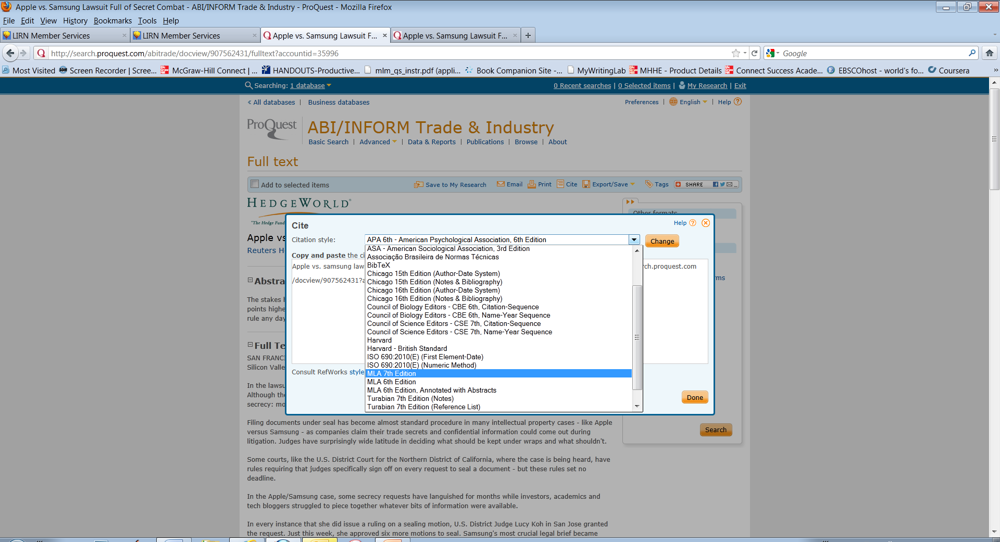 Apple vs. Samsung Lawsuit Full of Secret Combat - ABI/INFORM Trade & Industry - ProQuest - Mozilla Firefox
File Edit View History Bookmarks Tools Help
LIRN Member Services LIRN Member Services Apple vs. Samsung Lawsuit F... Apple vs. Samsung Lawsuit F...
http://search.proquest.com/abitrade/docview/907562431/fulltext?accountid=35996 Google
Most Visited Screen Recorder | Scree... McGraw-Hill Connect | ... HANDOUTS-Productive... mlm_qs_instr.pdf (appli... Book Companion Site -... MyWritingLab MHHE - Product Details Connect Success Acade... EBSCOhost - world's fo... Coursera »
Searching: 1 database 0 Recent searches | 0 Selected items | My Research | Exit
« All databases | Business databases Preferences | English | Help ?
ProQuest ABI/INFORM Trade & Industry
Basic Search | Advanced | Data & Reports | Publications | Browse | About
Full text
Add to selected items Save to My Research Email Print Cite Export/Save Tags SHARE ...
HEDGEWORLD®
"The Hedge Fund
Other formats
Cite Help ?
Apple vs
Citation style: APA 6th - American Psychological Association, 6th Edition Change
ASA - American Sociological Association, 3rd Edition
Reuters H
Copy and paste the ci
Associação Brasileira de Normas Técnicas
BibTeX
Apple vs. samsung law rch.proquest.com
Chicago 15th Edition (Author-Date System)
/docview/907562431?a
Chicago 15th Edition (Notes & Bibliography)
Chicago 16th Edition (Author-Date System)
Chicago 16th Edition (Notes & Bibliography)
Council of Biology Editors - CBE 6th, Citation-Sequence
Council of Biology Editors - CBE 6th, Name-Year Sequence
Council of Science Editors - CSE 7th, Citation-Sequence
Council of Science Editors - CSE 7th, Name-Year Sequence
Harvard
Harvard - British Standard
ISO 690:2010(E) (First Element-Date)
ISO 690:2010(E) (Numeric Method)
MLA 7th Edition
MLA 6th Edition
MLA 6th Edition, Annotated with Abstracts
Turabian 7th Edition (Notes)
Turabian 7th Edition (Reference List)
Consult RefWorks style
Done
ms
Abstra
The stakes h
points highe
rule any day
Full Te
SAN FRANCI
Silicon Valle
In the lawsu
Although the
secrecy: mo
Search
Filing documents under seal has become almost standard procedure in many intellectual property cases - like Apple
versus Samsung - as companies claim their trade secrets and confidential information could come out during
litigation. Judges have surprisingly wide latitude in deciding what should be kept under wraps and what shouldn't.
Some courts, like the U.S. District Court for the Northern District of California, where the case is being heard, have
rules requiring that judges specifically sign off on every request to seal a document - but these rules set no
deadline.
In the Apple/Samsung case, some secrecy requests have languished for months while investors, academics and
tech bloggers struggled to piece together whatever bits of information were available.
In every instance that she did issue a ruling on a sealing motion, U.S. District Judge Lucy Koh in San Jose granted
the request. Just this week, she approved six more motions to seal. Samsung's most crucial legal brief became